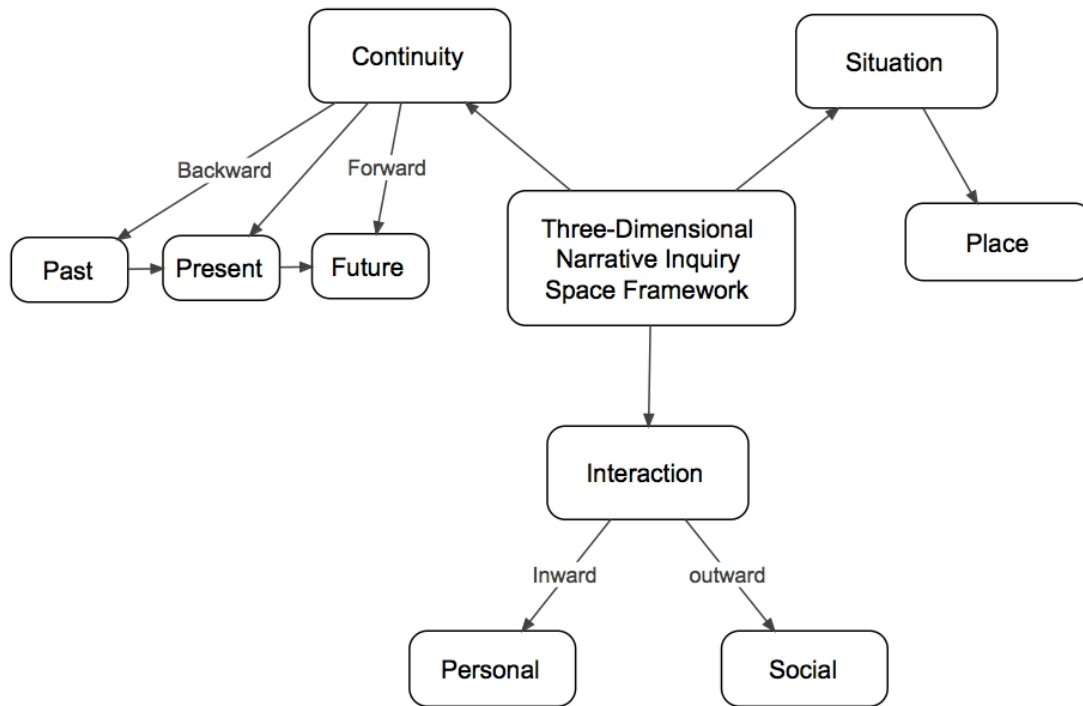 Continuity
Situation
Backward
Forward
Three-Dimensional
Narrative Inquiry
Space Framework
Past
Present
Future
Place
Interaction
Inward
outward
Personal
Social